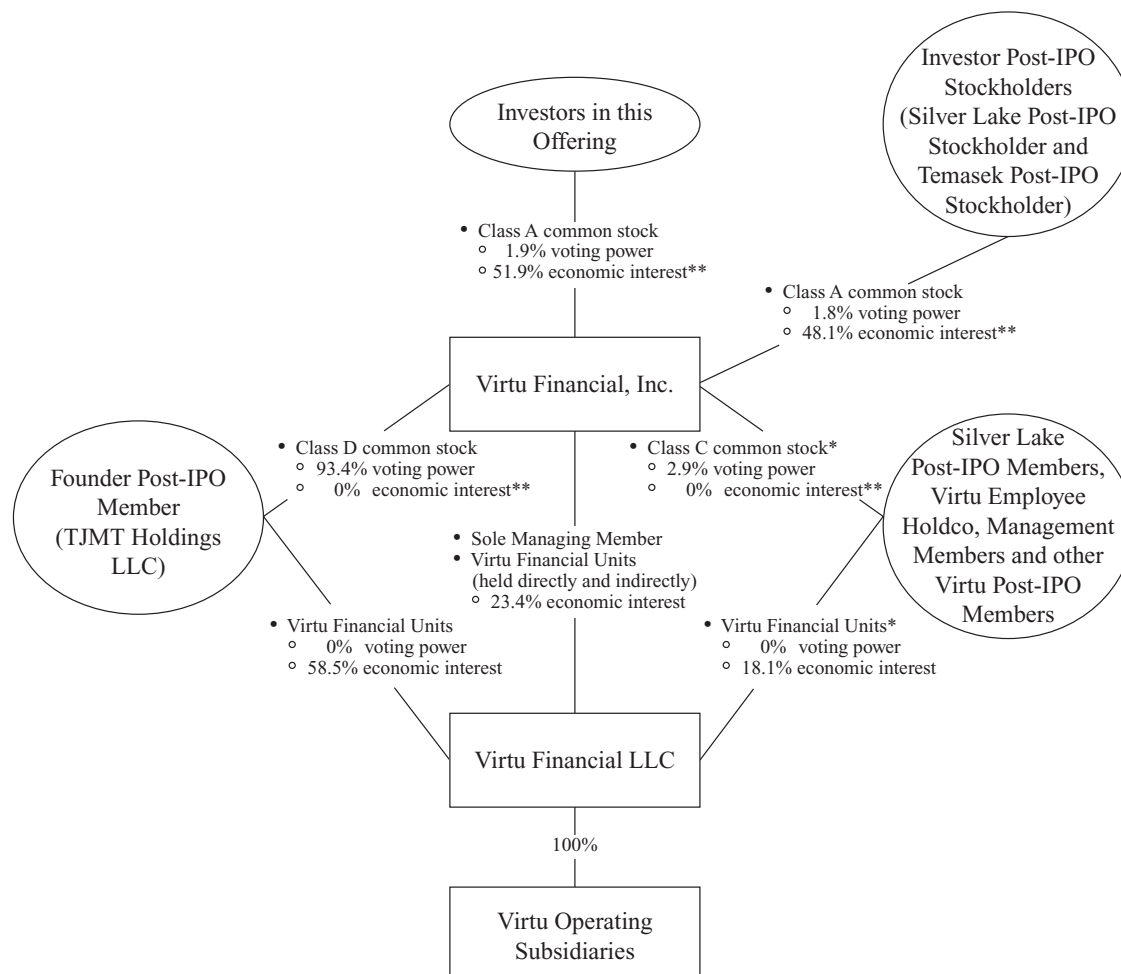 Investors in this
Offering
Investor Post-IPO
Stockholders
(Silver Lake Post-IPO
Stockholder and
Temasek Post-IPO
Stockholder)
• Class A common stock
° 1.9% voting power
° 51.9% economic interest**
• Class A common stock
° 1.8% voting power
° 48.1% economic interest**
Virtu Financial, Inc.
Founder Post-IPO
Member
(TJMT Holdings
LLC)
• Class D common stock
° 93.4% voting power
° 0% economic interest**
• Class C common stock*
° 2.9% voting power
° 0% economic interest**
Silver Lake
Post-IPO Members,
Virtu Employee
Holdco, Management
Members and other
Virtu Post-IPO
Members
• Sole Managing Member
• Virtu Financial Units
(held directly and indirectly)
° 23.4% economic interest
• Virtu Financial Units
° 0% voting power
° 58.5% economic interest
• Virtu Financial Units*
° 0% voting power
° 18.1% economic interest
Virtu Financial LLC
100%
Virtu Operating
Subsidiaries